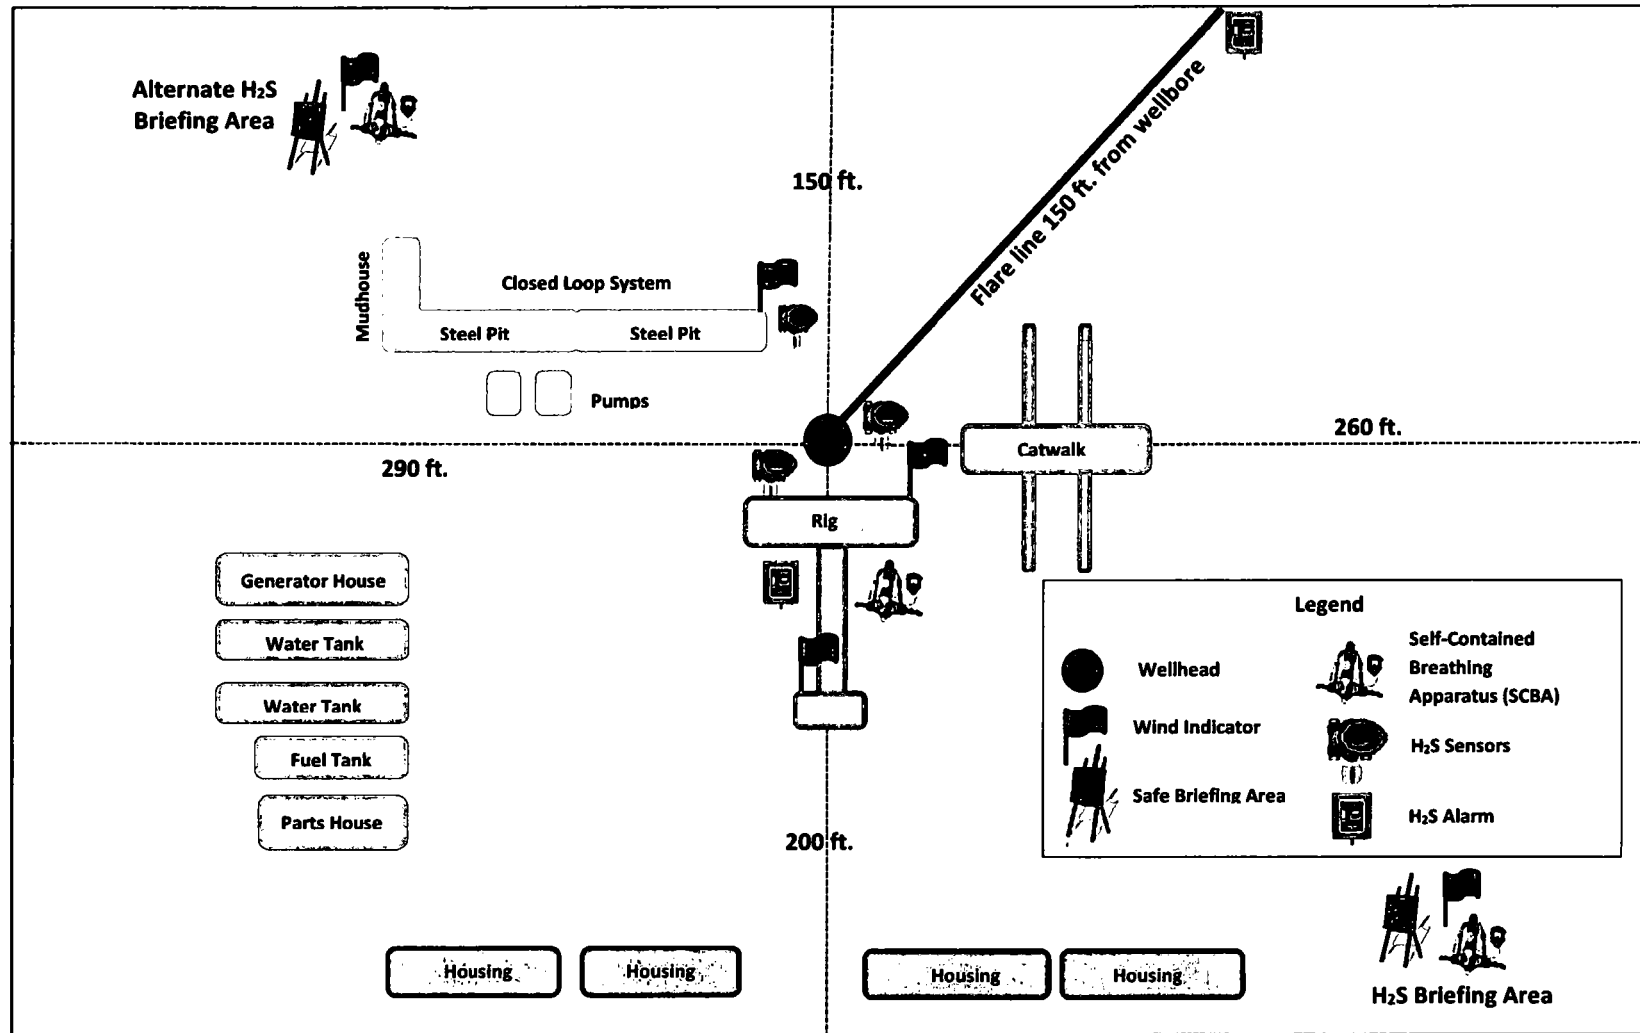 Alternate H₂S
Briefing Area
150 ft.
Flare line 150 ft. from wellbore
Mudhouse
Closed Loop System
Steel Pit
Steel Pit
Pumps
260 ft.
290 ft.
Catwalk
Rig
Generator House
Water Tank
Water Tank
Fuel Tank
Parts House
200 ft.
Legend
Wellhead
Wind Indicator
Safe Briefing Area
Self-Contained
Breathing
Apparatus (SCBA)
H₂S Sensors
H₂S Alarm
Housing
Housing
Housing
Housing
H₂S Briefing Area